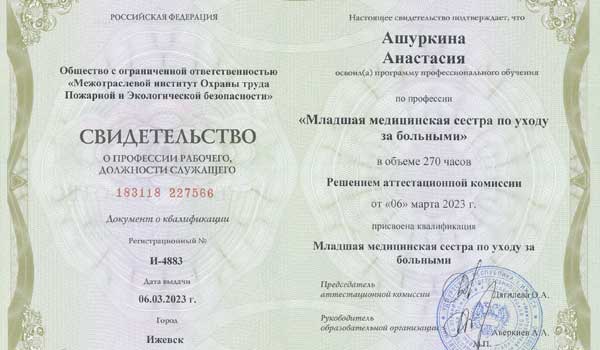 РОССИЙСКАЯ ФЕДЕРАЦИЯ
Общество с ограниченной ответственностью
«Межотраслевой институт Охраны труда
Пожарной и Экологической безопасности»
СВИДЕТЕЛЬСТВО
О ПРОФЕССИИ РАБОЧЕГО,
ДОЛЖНОСТИ СЛУЖАЩЕГО
183118 227566
Документ о квалификации
Регистрационный №
И-4883
Дата выдачи
06.03.2023 г.
Город
Ижевск
Настоящее свидетельство подтверждает, что
Ашуркина
Анастасия
освоил(а) программу профессионального обучения
по профессии
«Младшая медицинская сестра по уходу
за больными»
в объеме 270 часов
Решением аттестационной комиссии
от «06» марта 2023 г.
присвоена квалификация
Младшая медицинская сестра по уходу за
больными
Председатель
аттестационной комиссии Дягилева О.А.
Руководитель
образовательной организации Аверкиев А.Л.
М.П.